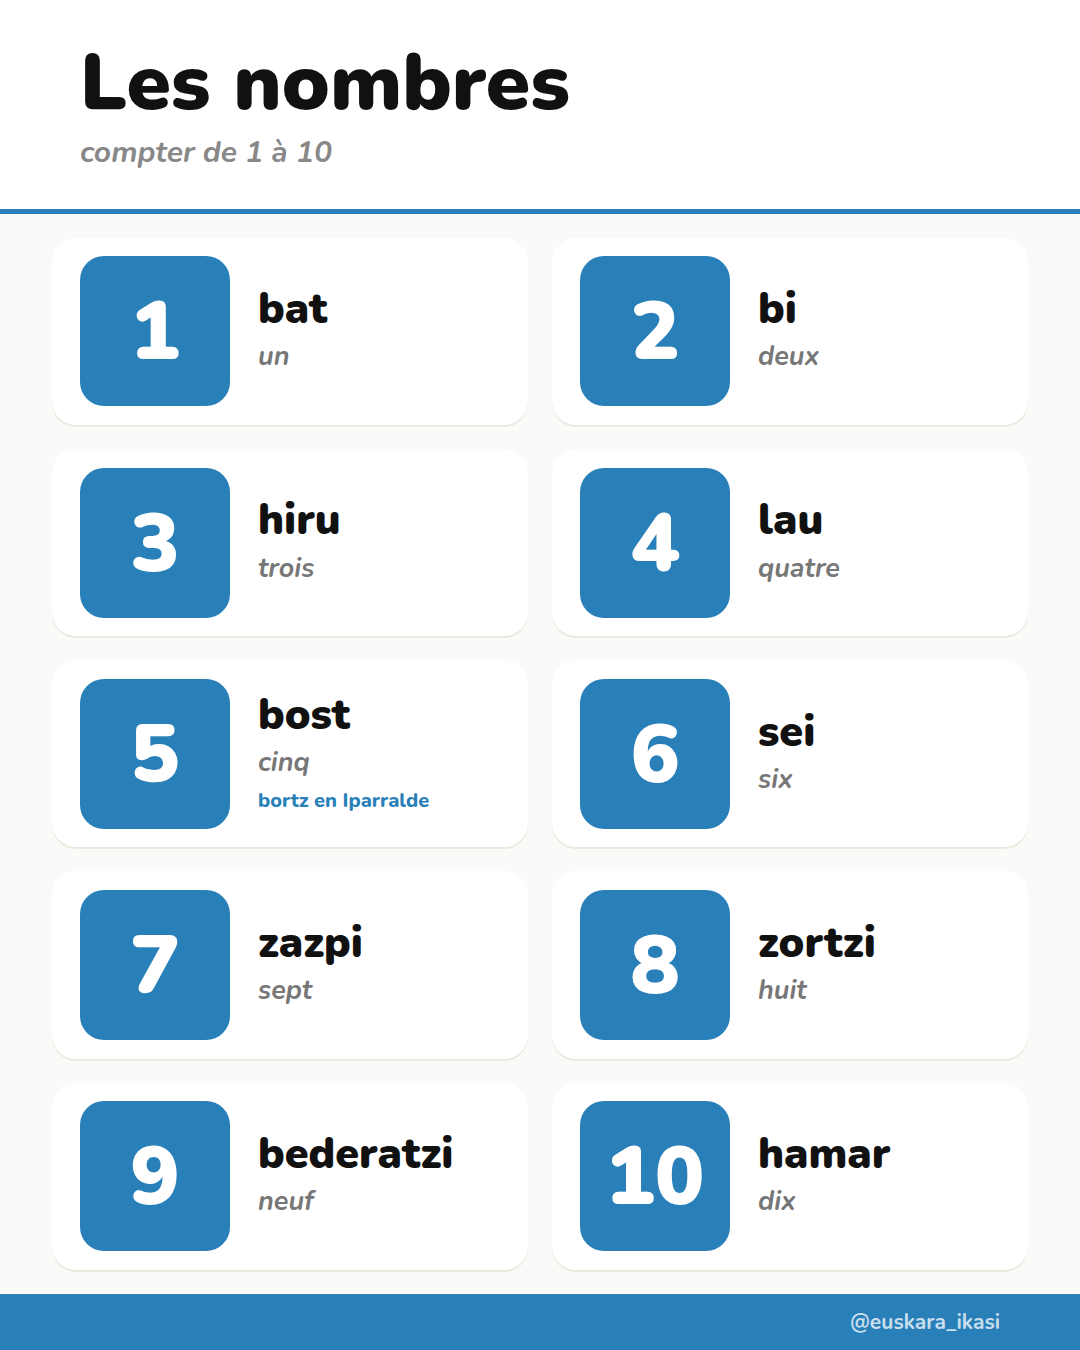 Les nombres
compter de 1 à 10
1
bat
un
2
bi
deux
3
hiru
trois
4
lau
quatre
5
bost
cinq
bortz en Iparralde
6
sei
six
7
zazpi
sept
8
zortzi
huit
9
bederatzi
neuf
10
hamar
dix
@euskara_ikasi